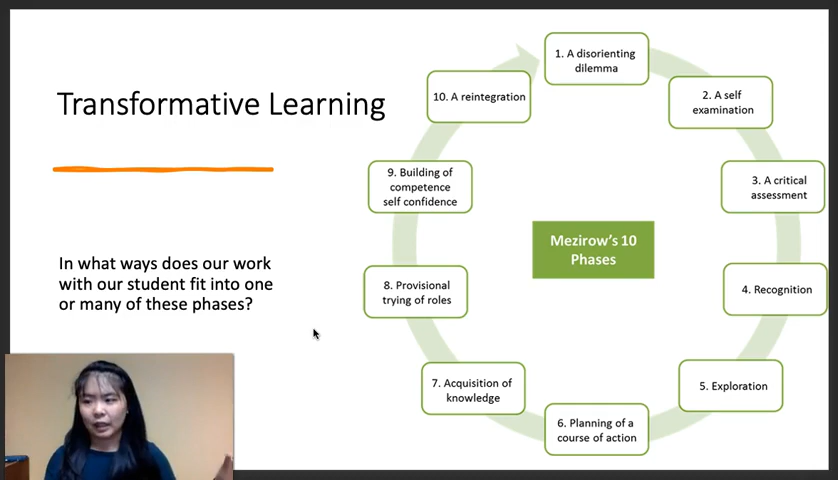 Transformative Learning
In what ways does our work
with our student fit into one
or many of these phases?
Mezirow's 10
Phases
1. A disorienting
dilemma
2. A self
examination
3. A critical
assessment
4. Recognition
5. Exploration
6. Planning of a
course of action
7. Acquisition of
knowledge
8. Provisional
trying of roles
9. Building of
competence
self confidence
10. A reintegration